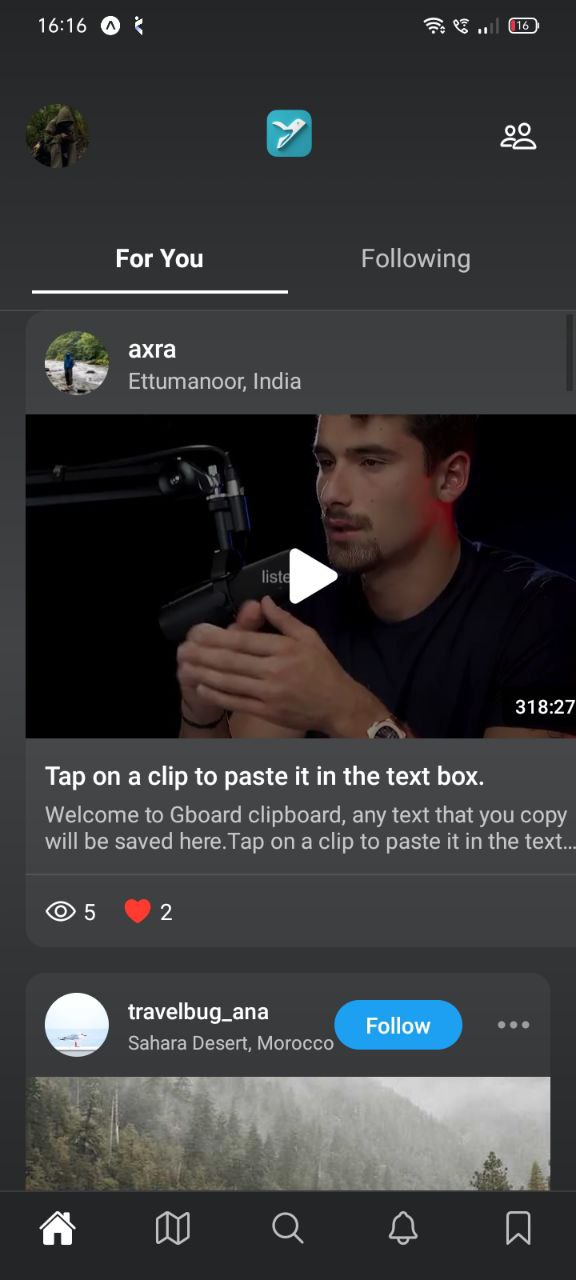 16:16
16
For You
Following
axra
Ettumanoor, India
liste
318:27
Tap on a clip to paste it in the text box.
Welcome to Gboard clipboard, any text that you copy
will be saved here.Tap on a clip to paste it in the text...
5
2
travelbug_ana
Follow
Sahara Desert, Morocco